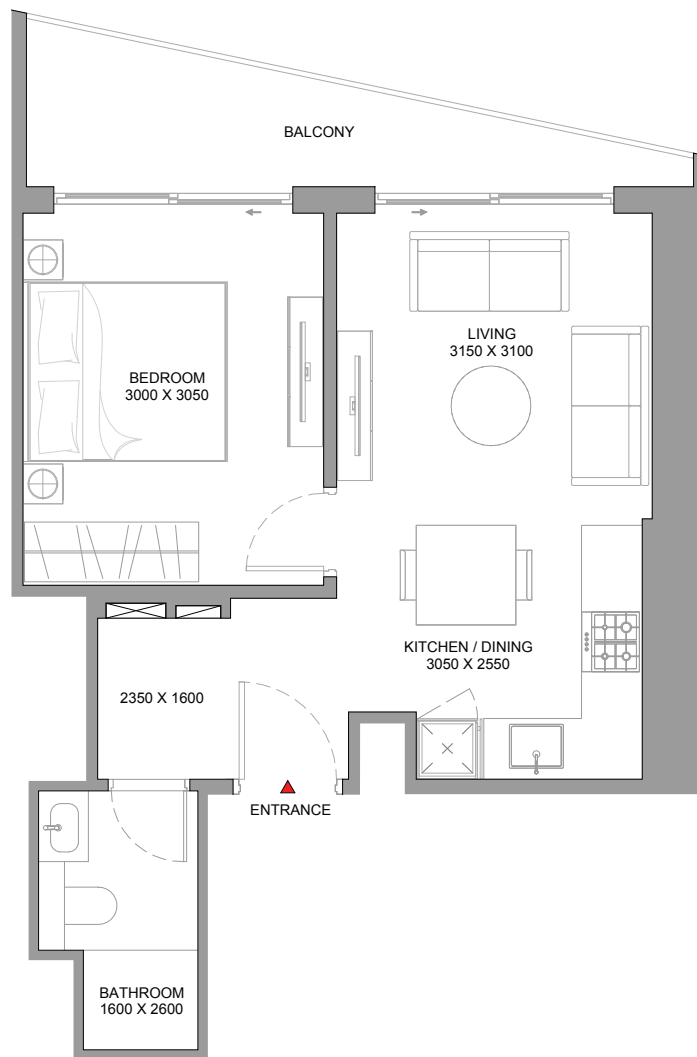 BALCONY
LIVING
3150 X 3100
BEDROOM
3000 X 3050
KITCHEN / DINING
3050 X 2550
2350 X 1600
ENTRANCE
BATHROOM
1600 X 2600